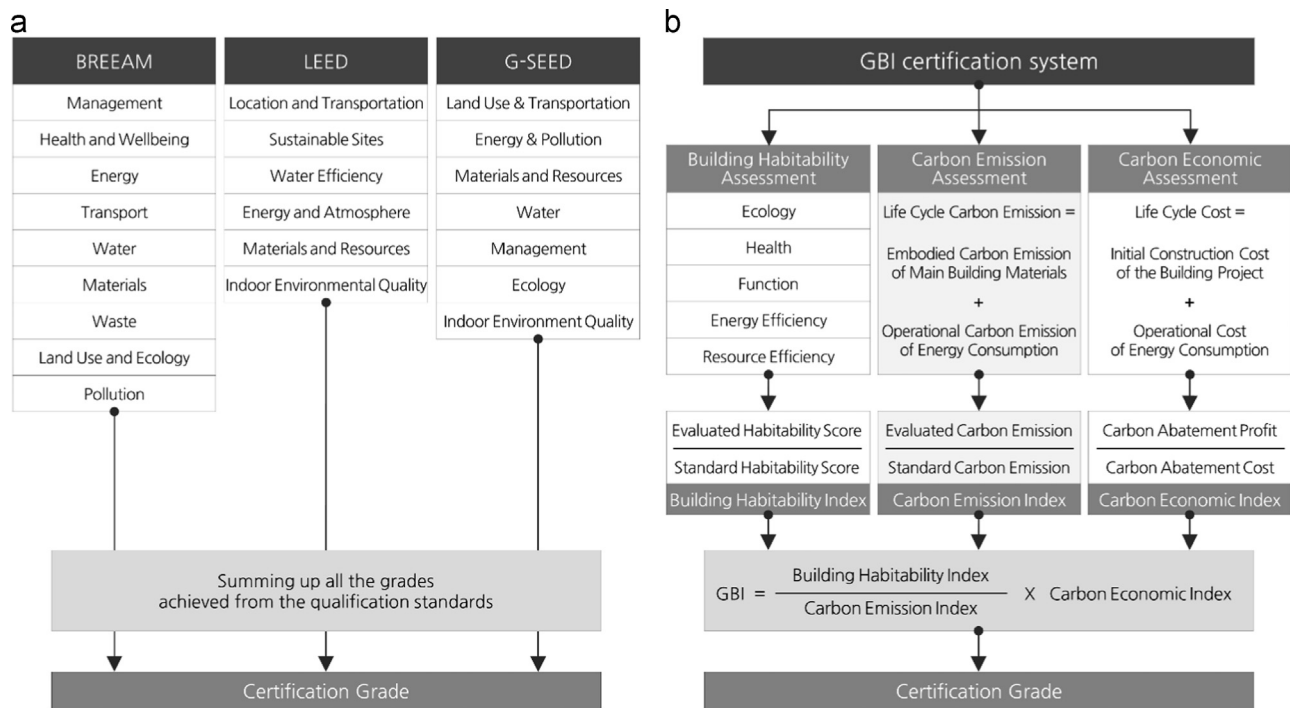 a
BREEAM
Management
Health and Wellbeing
Energy
Transport
Water
Materials
Waste
Land Use and Ecology
Pollution
LEED
Location and Transportation
Sustainable Sites
Water Efficiency
Energy and Atmosphere
Materials and Resources
Indoor Environmental Quality
G-SEED
Land Use & Transportation
Energy & Pollution
Materials and Resources
Water
Management
Ecology
Indoor Environment Quality
Summing up all the grades
achieved from the qualification standards
Certification Grade
b
GBI certification system
Building Habitability
Assessment
Ecology
Health
Function
Energy Efficiency
Resource Efficiency
Evaluated Habitability Score
Standard Habitability Score
Building Habitability Index
Carbon Emission
Assessment
Life Cycle Carbon Emission =
Embodied Carbon Emission
of Main Building Materials
+
Operational Carbon Emission
of Energy Consumption
Evaluated Carbon Emission
Standard Carbon Emission
Carbon Emission Index
Carbon Economic
Assessment
Life Cycle Cost =
Initial Construction Cost
of the Building Project
+
Operational Cost
of Energy Consumption
Carbon Abatement Profit
Carbon Abatement Cost
Carbon Economic Index
Building Habitability Index
GBI = X Carbon Economic Index
Carbon Emission Index
Certification Grade